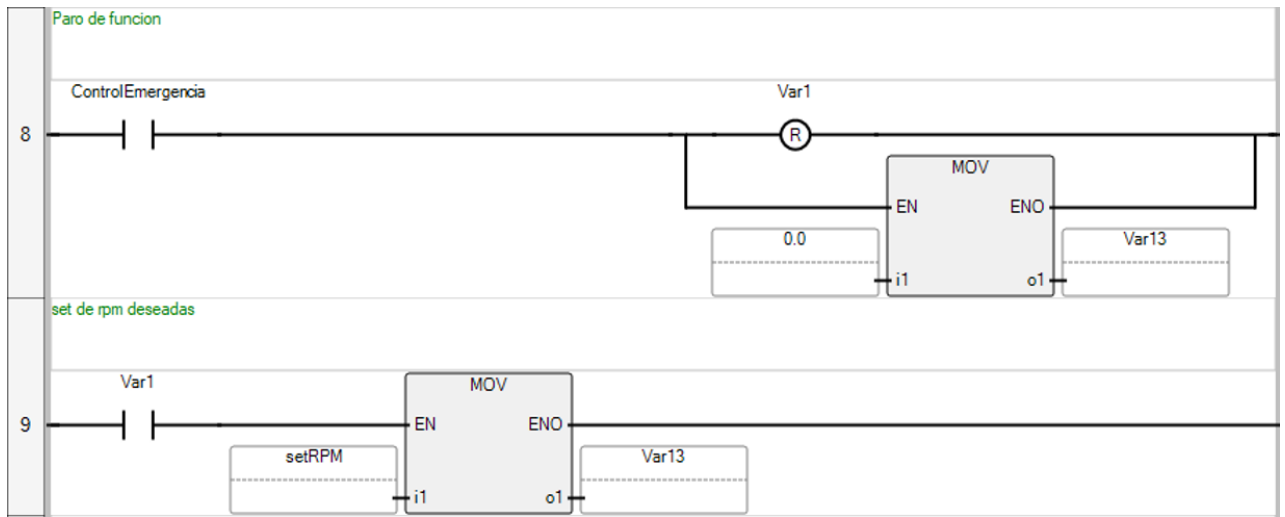 Paro de funcion
ControlEmergencia
Var1
8
R
MOV
EN ENO
0.0
Var13
i1 o1
set de rpm deseadas
Var1
MOV
9
EN ENO
setRPM
Var13
i1 o1